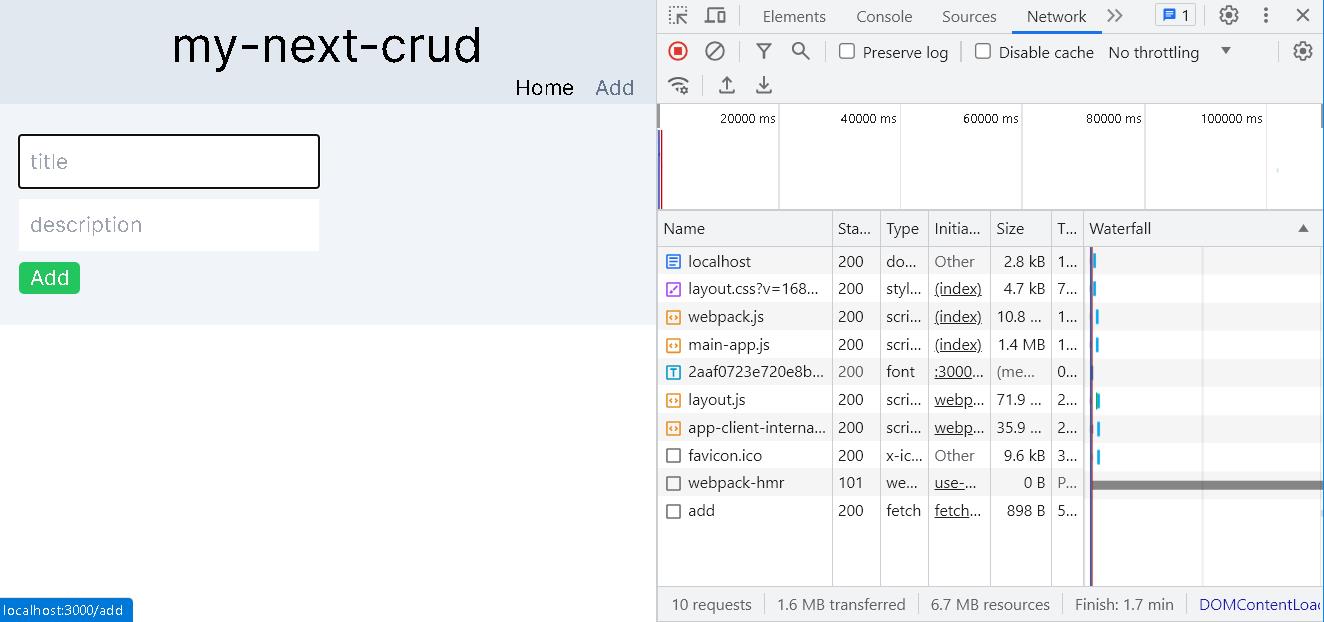 my-next-crud
Home Add
title
description
Add
localhost:3000/add
Elements Console Sources Network 1
Preserve log Disable cache No throttling
20000 ms 40000 ms 60000 ms 80000 ms 100000 ms
Name Sta... Type Initia... Size T... Waterfall
localhost 200 do... Other 2.8 kB 1...
layout.css?v=168... 200 styl... (index) 4.7 kB 7...
webpack.js 200 scri... (index) 10.8 ... 1...
main-app.js 200 scri... (index) 1.4 MB 1...
2aaf0723e720e8b... 200 font :3000... (me... 0...
layout.js 200 scri... webp... 71.9 ... 2...
app-client-interna... 200 scri... webp... 35.9 ... 2...
favicon.ico 200 x-ic... Other 9.6 kB 3...
webpack-hmr 101 we... use-... 0 B P...
add 200 fetch fetch... 898 B 5...
10 requests 1.6 MB transferred 6.7 MB resources Finish: 1.7 min DOMContentLoa